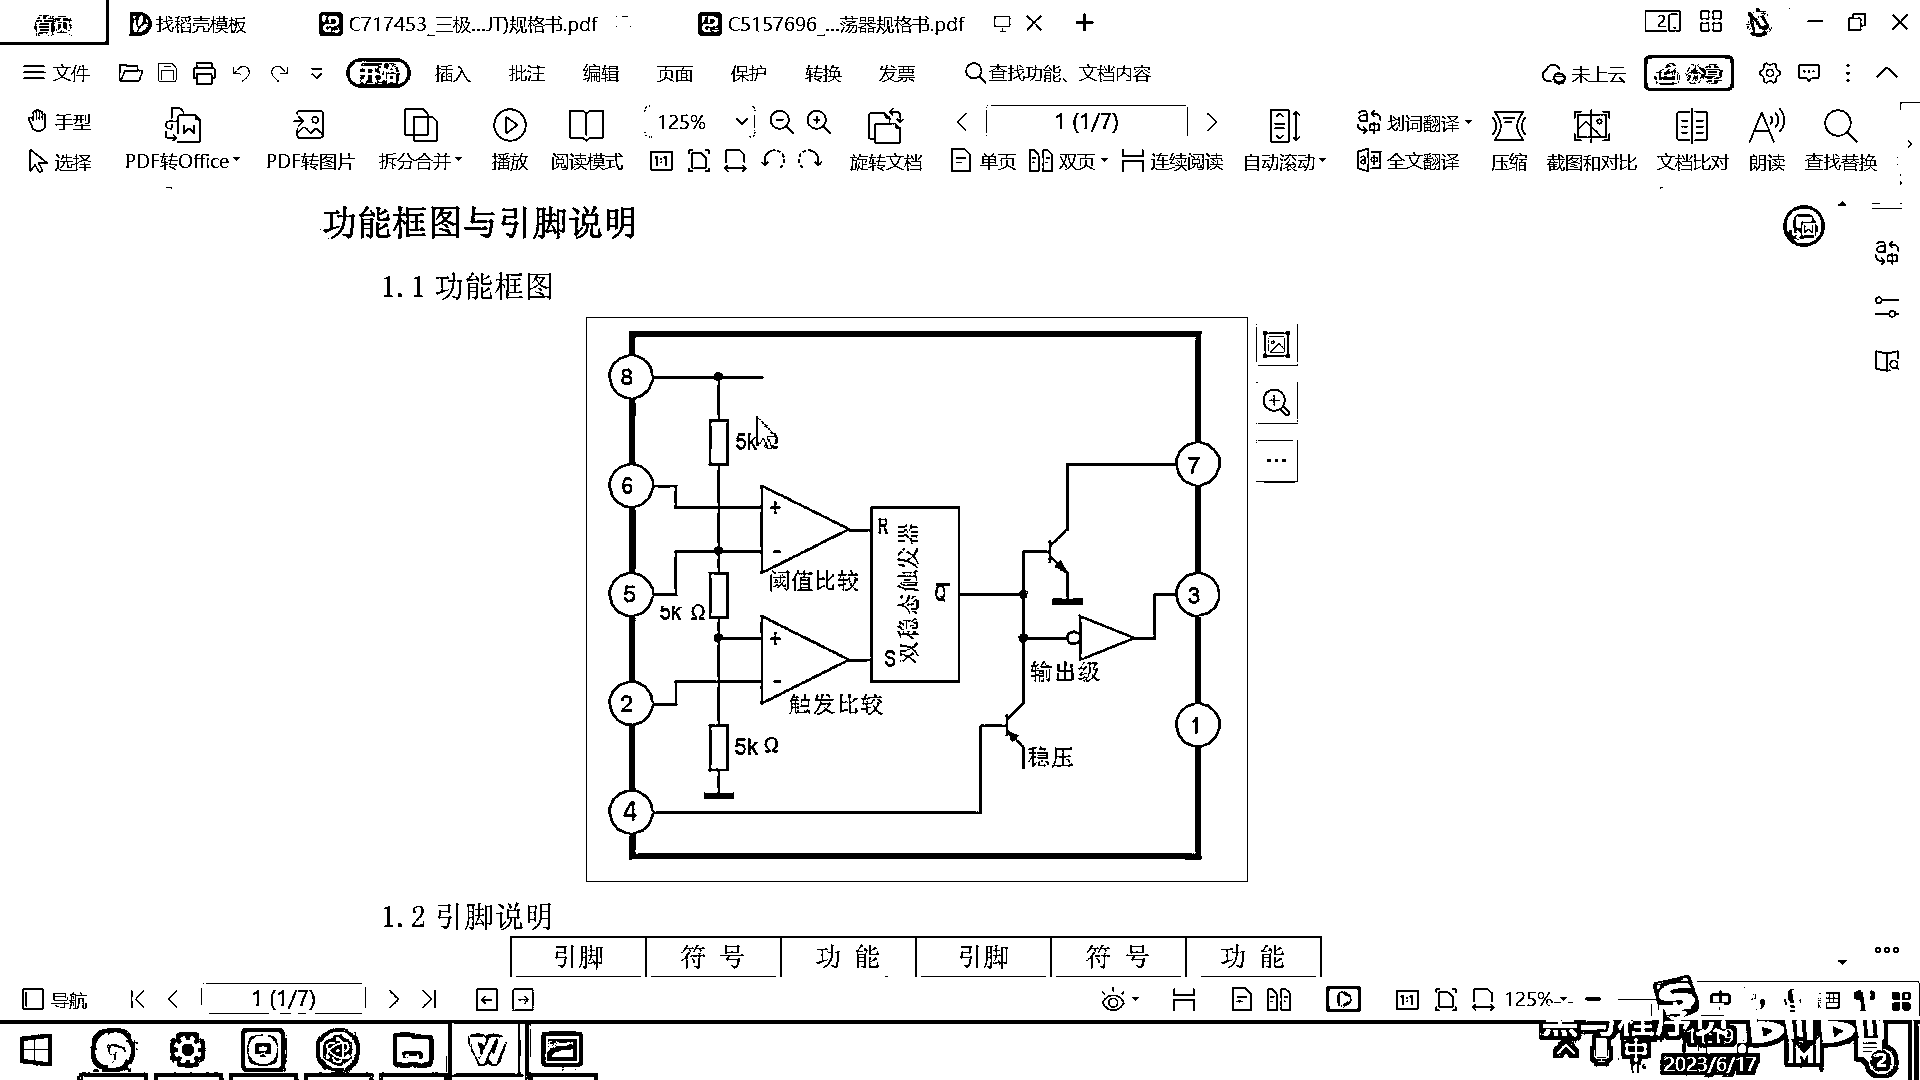 首页 找稻壳模板 C717453_三极...JT)规格书.pdf C5157696_...荡器规格书.pdf
文件 开始 插入 批注 编辑 页面 保护 转换 发票 查找功能、文档内容 未上云 分享
手型 125% 1 (1/7) 划词翻译
选择 PDF转Office PDF转图片 拆分合并 播放 阅读模式 旋转文档 单页 双页 连续阅读 自动滚动 全文翻译 压缩 截图和对比 文档比对 朗读 查找替换
功能框图与引脚说明
1.1 功能框图
8
5kΩ
7
6
+
R
-
阈值比较
双稳态触发器
Q̅
5
5kΩ
3
+
S
-
触发比较
输出级
2
1
5kΩ
稳压
4
1.2 引脚说明
引脚 符号 功能 引脚 符号 功能
导航 1 (1/7) 125% 中
中 2023/6/17 2